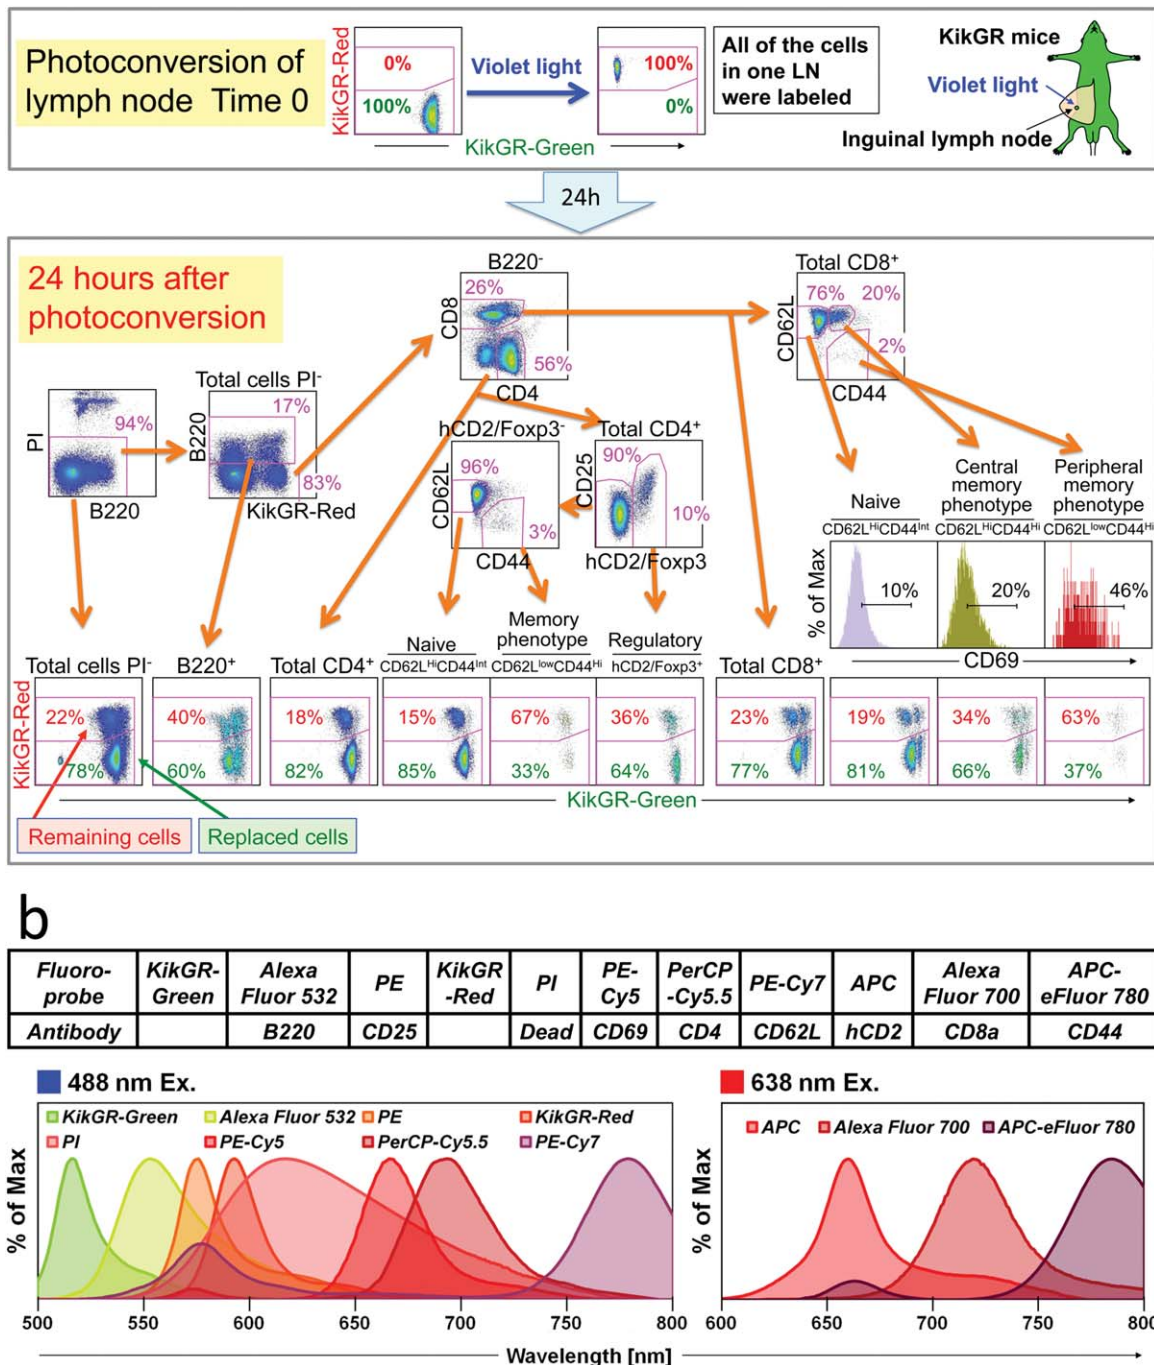 Photoconversion of
lymph node Time 0
KikGR-Red
0%
100%
Violet light
100%
0%
KikGR-Green
All of the cells
in one LN
were labeled
KikGR mice
Violet light
Inguinal lymph node
24h
24 hours after
photoconversion
B220-
26%
CD8
56%
CD4
Total CD8+
76% 20%
CD62L
2%
CD44
PI
94%
B220
Total cells PI-
17%
B220
83%
KikGR-Red
hCD2/Foxp3-
96%
CD62L
3%
CD44
Total CD4+
90%
CD25
10%
hCD2/Foxp3
Naive
CD62LHiCD44Int
Central
memory
phenotype
CD62LHiCD44Hi
Peripheral
memory
phenotype
CD62LlowCD44Hi
% of Max
10%
20%
46%
CD69
Total cells PI-
B220+
Total CD4+
Naive
CD62LHiCD44Int
Memory
phenotype
CD62LlowCD44Hi
Regulatory
hCD2/Foxp3+
Total CD8+
KikGR-Red
22% 40% 18% 15% 67% 36% 23% 19% 34% 63%
78% 60% 82% 85% 33% 64% 77% 81% 66% 37%
KikGR-Green
Remaining cells
Replaced cells
b
Fluoro-
probe
KikGR-
Green
Alexa
Fluor 532
PE
KikGR
-Red
PI
PE-
Cy5
PerCP
-Cy5.5
PE-Cy7
APC
Alexa
Fluor 700
APC-
eFluor 780
Antibody B220 CD25 Dead CD69 CD4 CD62L hCD2 CD8a CD44
488 nm Ex.
KikGR-Green Alexa Fluor 532 PE KikGR-Red
PI PE-Cy5 PerCP-Cy5.5 PE-Cy7
% of Max
500 550 600 650 700 750 800
638 nm Ex.
APC Alexa Fluor 700 APC-eFluor 780
% of Max
600 650 700 750 800
Wavelength [nm]